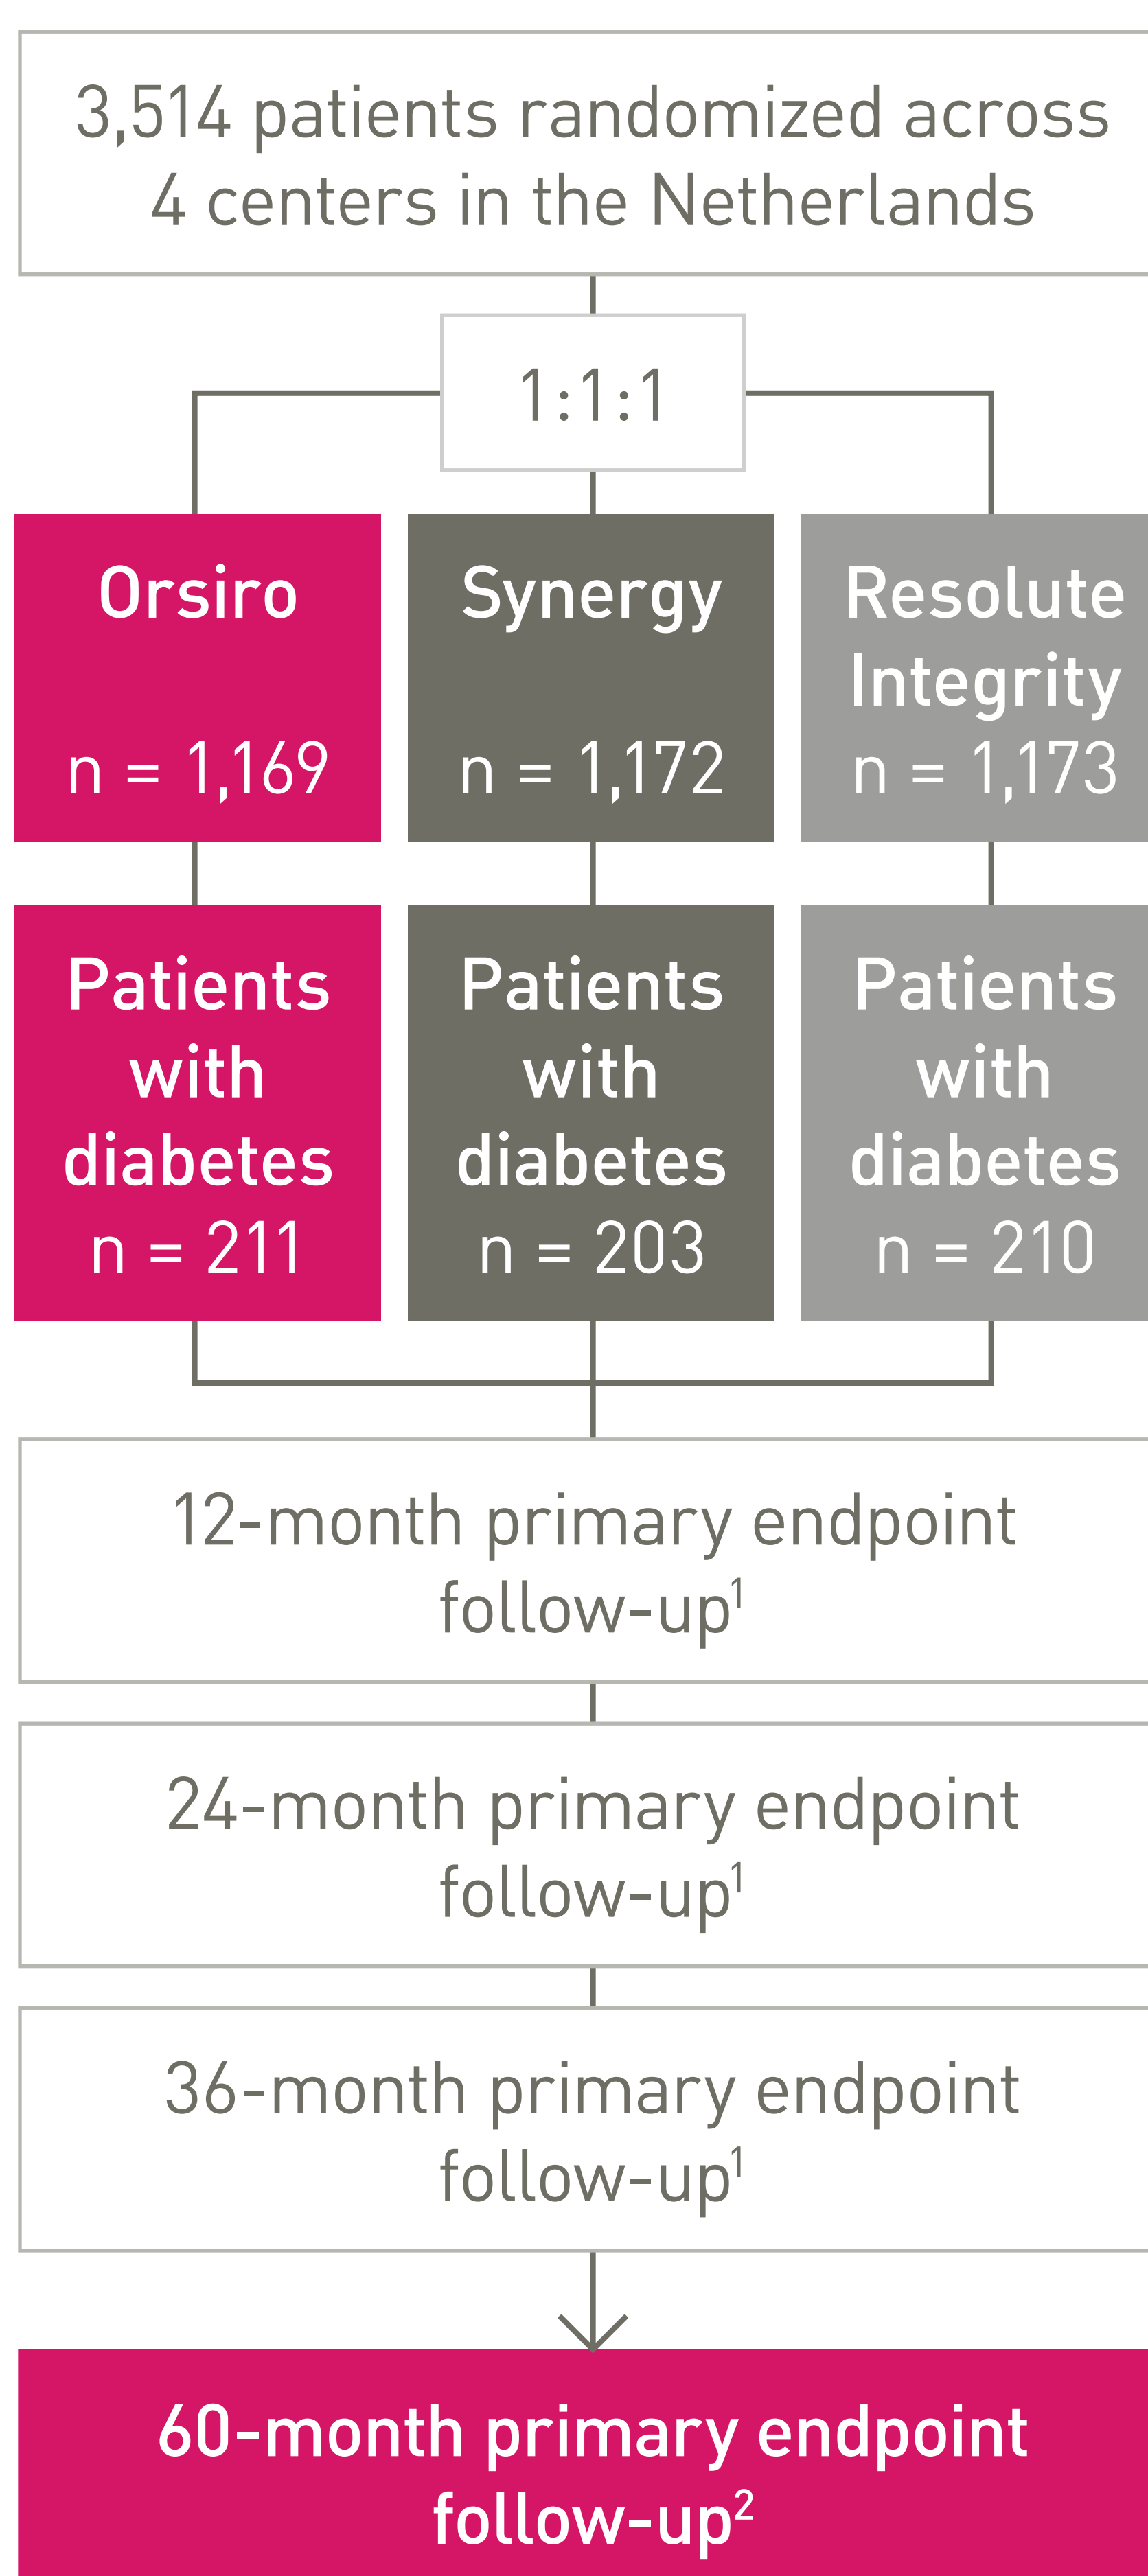 3,514 patients randomized across
4 centers in the Netherlands
1:1:1
Orsiro
n = 1,169
Synergy
n = 1,172
Resolute
Integrity
n = 1,173
Patients
with
diabetes
n = 211
Patients
with
diabetes
n = 203
Patients
with
diabetes
n = 210
12-month primary endpoint
follow-up¹
24-month primary endpoint
follow-up¹
36-month primary endpoint
follow-up¹
60-month primary endpoint
follow-up²